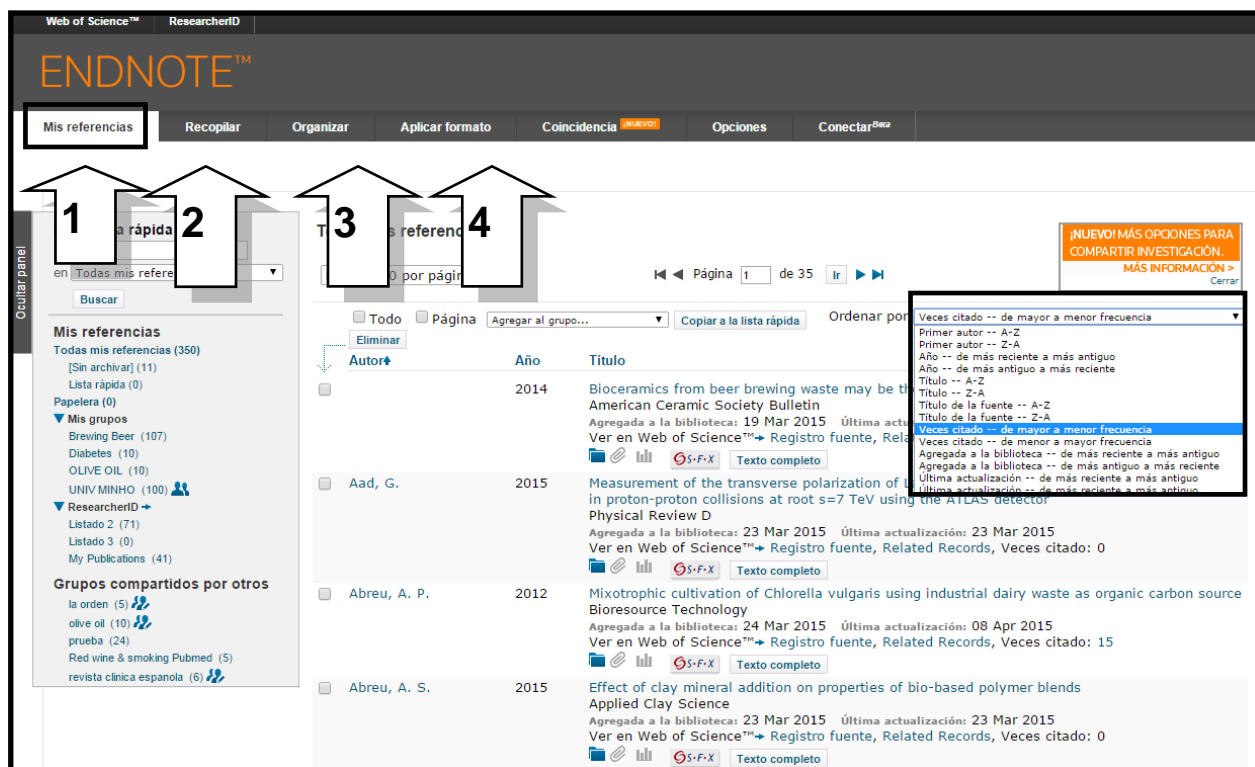 Web of Science™ ResearcherID
ENDNOTE™
Mis referencias Recopilar Organizar Aplicar formato Coincidencia ¡NUEVO! Opciones Conectar Beta
1 2 3 4
Ocultar panel
rápida
en Todas mis refere
Buscar
Mis referencias
Todas mis referencias (350)
[Sin archivar] (11)
Lista rápida (0)
Papelera (0)
Mis grupos
Brewing Beer (107)
Diabetes (10)
OLIVE OIL (10)
UNIV MINHO (100)
ResearcherID
Listado 2 (71)
Listado 3 (0)
My Publications (41)
Grupos compartidos por otros
la orden (5)
olive oil (10)
prueba (24)
Red wine & smoking Pubmed (5)
revista clinica espanola (6)
s referenc
0 por págin
Página 1 de 35 Ir
¡NUEVO! MÁS OPCIONES PARA
COMPARTIR INVESTIGACIÓN.
MÁS INFORMACIÓN >
Cerrar
Todo Página Agregar al grupo... Copiar a la lista rápida Ordenar por
Eliminar
Veces citado -- de mayor a menor frecuencia
Primer autor -- A-Z
Primer autor -- Z-A
Año -- de más reciente a más antiguo
Año -- de más antiguo a más reciente
Título -- A-Z
Título -- Z-A
Título de la fuente -- A-Z
Título de la fuente -- Z-A
Veces citado -- de mayor a menor frecuencia
Veces citado -- de menor a mayor frecuencia
Agregada a la biblioteca -- de más reciente a más antiguo
Agregada a la biblioteca -- de más antiguo a más reciente
Última actualización -- de más reciente a más antiguo
Última actualización -- de más reciente a más antiguo
Autor Año Título
2014 Bioceramics from beer brewing waste may be th
American Ceramic Society Bulletin
Agregada a la biblioteca: 19 Mar 2015 Última actu
Ver en Web of Science™ Registro fuente, Rela
S·F·X Texto completo
Aad, G. 2015 Measurement of the transverse polarization of
in proton-proton collisions at root s=7 TeV using the ATLAS detector
Physical Review D
Agregada a la biblioteca: 23 Mar 2015 Última actualización: 23 Mar 2015
Ver en Web of Science™ Registro fuente, Related Records, Veces citado: 0
S·F·X Texto completo
Abreu, A. P. 2012 Mixotrophic cultivation of Chlorella vulgaris using industrial dairy waste as organic carbon source
Bioresource Technology
Agregada a la biblioteca: 24 Mar 2015 Última actualización: 08 Apr 2015
Ver en Web of Science™ Registro fuente, Related Records, Veces citado: 15
S·F·X Texto completo
Abreu, A. S. 2015 Effect of clay mineral addition on properties of bio-based polymer blends
Applied Clay Science
Agregada a la biblioteca: 23 Mar 2015 Última actualización: 23 Mar 2015
Ver en Web of Science™ Registro fuente, Related Records, Veces citado: 0
S·F·X Texto completo